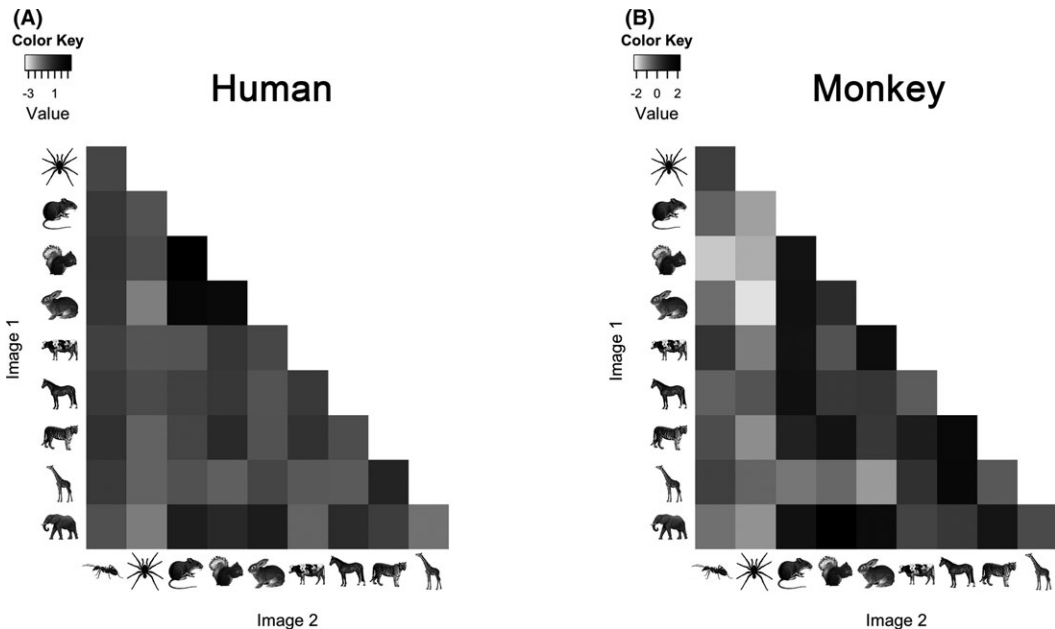 (A)
Color Key
-3 1
Value
Human
Image 1
Image 2
(B)
Color Key
-2 0 2
Value
Monkey
Image 1
Image 2